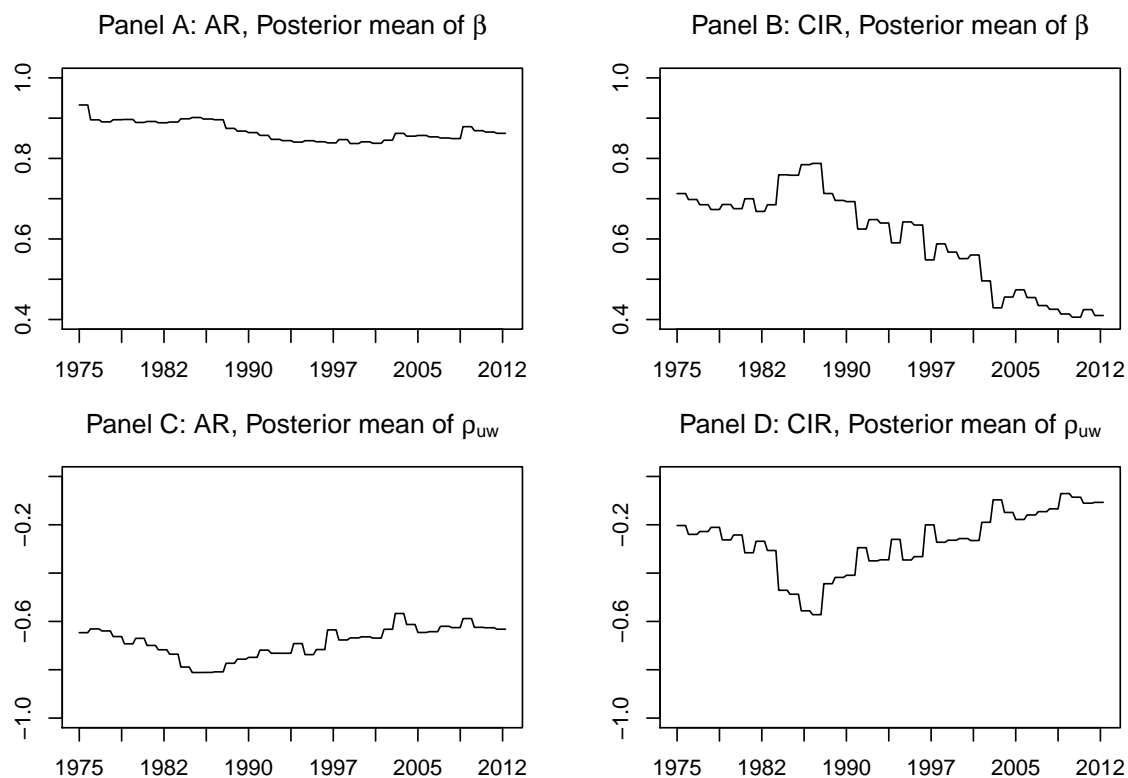 Panel A: AR, Posterior mean of β
1.0
0.8
0.6
0.4
1975 1982 1990 1997 2005 2012
Panel B: CIR, Posterior mean of β
1.0
0.8
0.6
0.4
1975 1982 1990 1997 2005 2012
Panel C: AR, Posterior mean of ρuw
−0.2
−0.6
−1.0
1975 1982 1990 1997 2005 2012
Panel D: CIR, Posterior mean of ρuw
−0.2
−0.6
−1.0
1975 1982 1990 1997 2005 2012